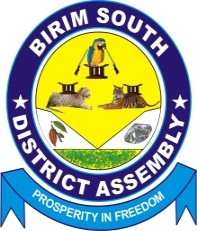 BIRIM SOUTH
DISTRICT ASSEMBLY
PROSPERITY IN FREEDOM